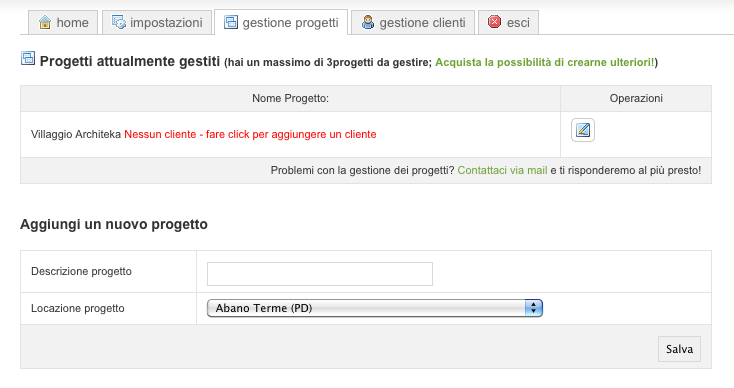 home impostazioni gestione progetti gestione clienti esci
Progetti attualmente gestiti (hai un massimo di 3progetti da gestire; Acquista la possibilità di crearne ulteriori!)
Nome Progetto: Operazioni
Villaggio Architeka Nessun cliente - fare click per aggiungere un cliente
Problemi con la gestione dei progetti? Contattaci via mail e ti risponderemo al più presto!
Aggiungi un nuovo progetto
Descrizione progetto
Locazione progetto Abano Terme (PD)
Salva